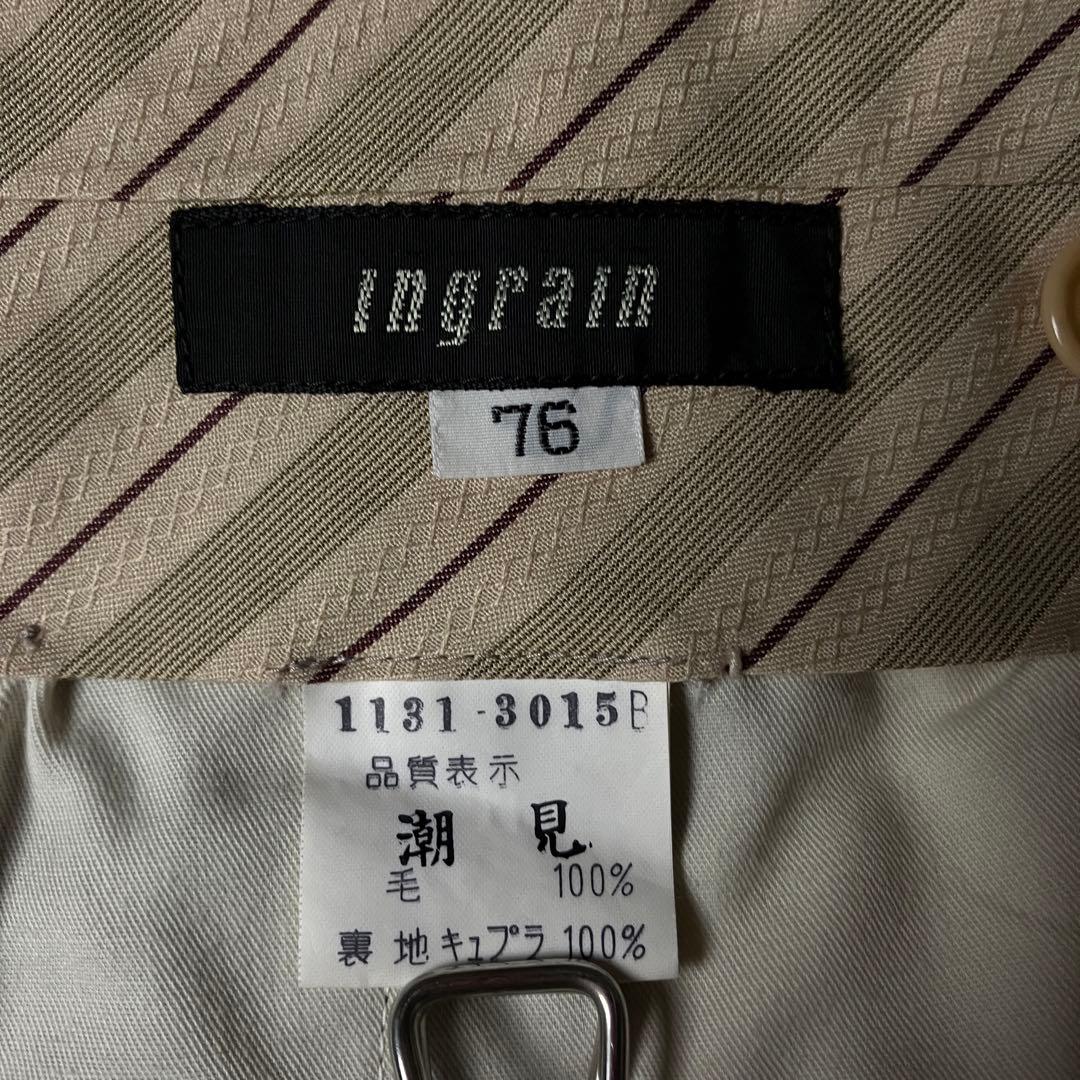 ingrain
76
1131-3015B
品質表示
潮見
毛 100%
裏地キュプラ 100%